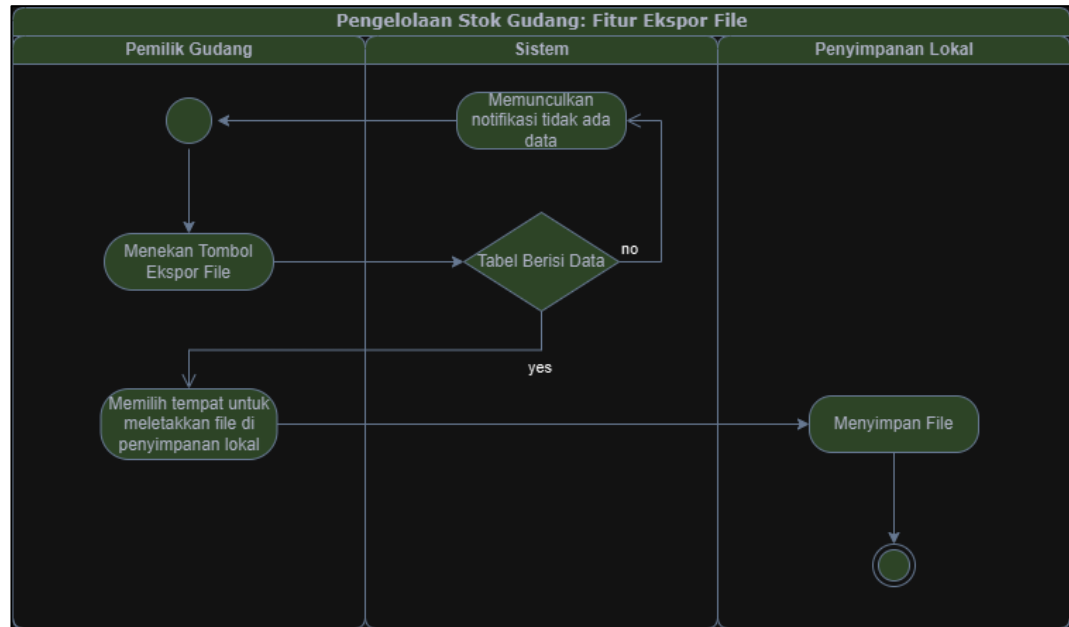 Pengelolaan Stok Gudang: Fitur Ekspor File
Pemilik Gudang
Sistem
Penyimpanan Lokal
Memunculkan
notifikasi tidak ada
data
Menekan Tombol
Ekspor File
Tabel Berisi Data
no
yes
Memilih tempat untuk
meletakkan file di
penyimpanan lokal
Menyimpan File